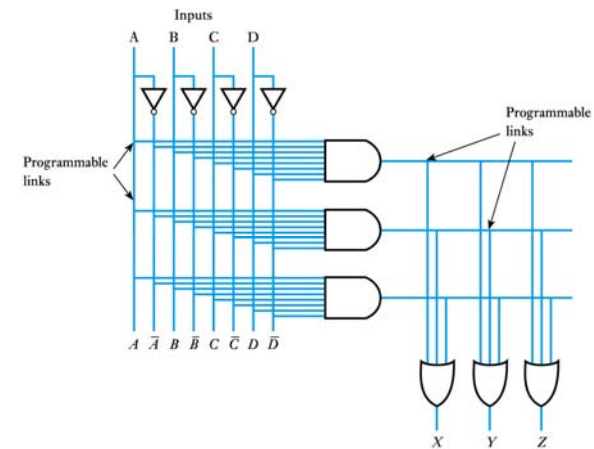 Inputs
A B C D
Programmable
links
Programmable
links
A A̅ B B̅ C C̅ D D̅
X Y Z